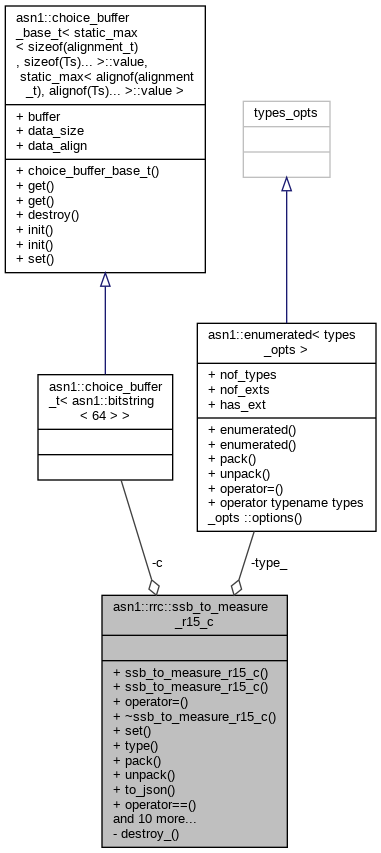 asn1::choice_buffer
_base_t< static_max
< sizeof(alignment_t)
, sizeof(Ts)... >::value,
static_max< alignof(alignment
_t), alignof(Ts)... >::value >
+ buffer
+ data_size
+ data_align
+ choice_buffer_base_t()
+ get()
+ get()
+ destroy()
+ init()
+ init()
+ set()
types_opts
asn1::enumerated< types
_opts >
+ nof_types
+ nof_exts
+ has_ext
+ enumerated()
+ enumerated()
+ pack()
+ unpack()
+ operator=()
+ operator typename types
_opts ::options()
asn1::choice_buffer
_t< asn1::bitstring
< 64 > >
-c
-type_
asn1::rrc::ssb_to_measure
_r15_c
+ ssb_to_measure_r15_c()
+ ssb_to_measure_r15_c()
+ operator=()
+ ~ssb_to_measure_r15_c()
+ set()
+ type()
+ pack()
+ unpack()
+ to_json()
+ operator==()
and 10 more...
- destroy_()